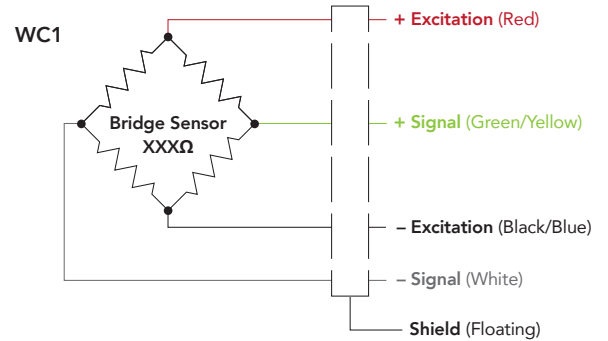 WC1
+ Excitation (Red)
Bridge Sensor
XXXΩ
+ Signal (Green/Yellow)
– Excitation (Black/Blue)
– Signal (White)
Shield (Floating)